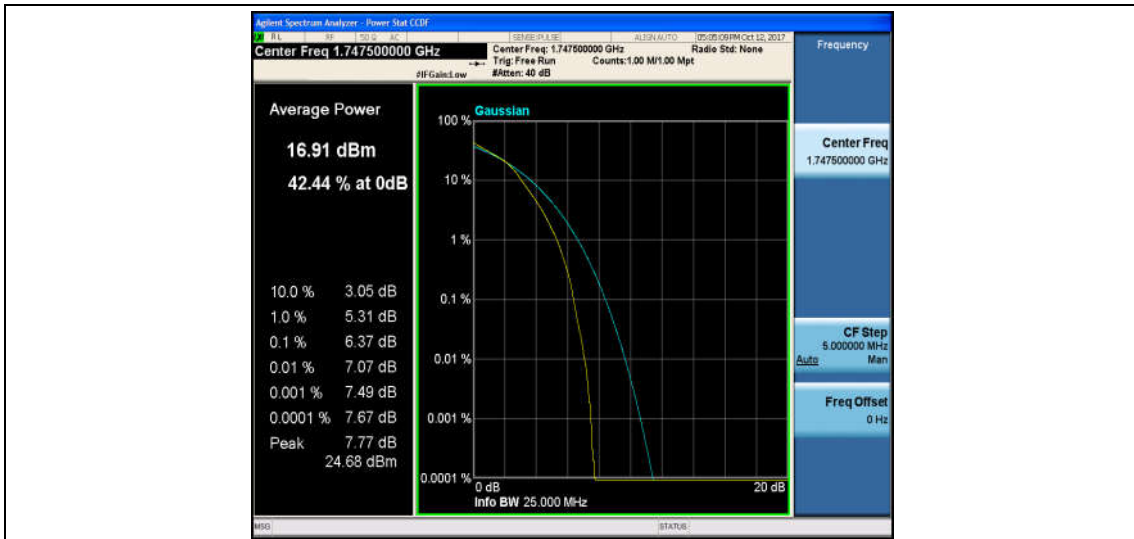 Agilent Spectrum Analyzer - Power Stat CCDF
RL RF 50 Ω AC SENSE:PULSE ALIGNAUTO 05:05:09 PM Oct 12, 2017
Center Freq 1.747500000 GHz
Center Freq: 1.747500000 GHz Radio Std: None
Trig: Free Run Counts:1.00 M/1.00 Mpt
#IFGain:Low #Atten: 40 dB
Frequency
Average Power
16.91 dBm
42.44 % at 0dB
10.0 % 3.05 dB
1.0 % 5.31 dB
0.1 % 6.37 dB
0.01 % 7.07 dB
0.001 % 7.49 dB
0.0001 % 7.67 dB
Peak 7.77 dB
24.68 dBm
Gaussian
100 %
10 %
1 %
0.1 %
0.01 %
0.001 %
0.0001 %
0 dB 20 dB
Info BW 25.000 MHz
Center Freq
1.747500000 GHz
CF Step
5.000000 MHz
Auto Man
Freq Offset
0 Hz
MSG STATUS